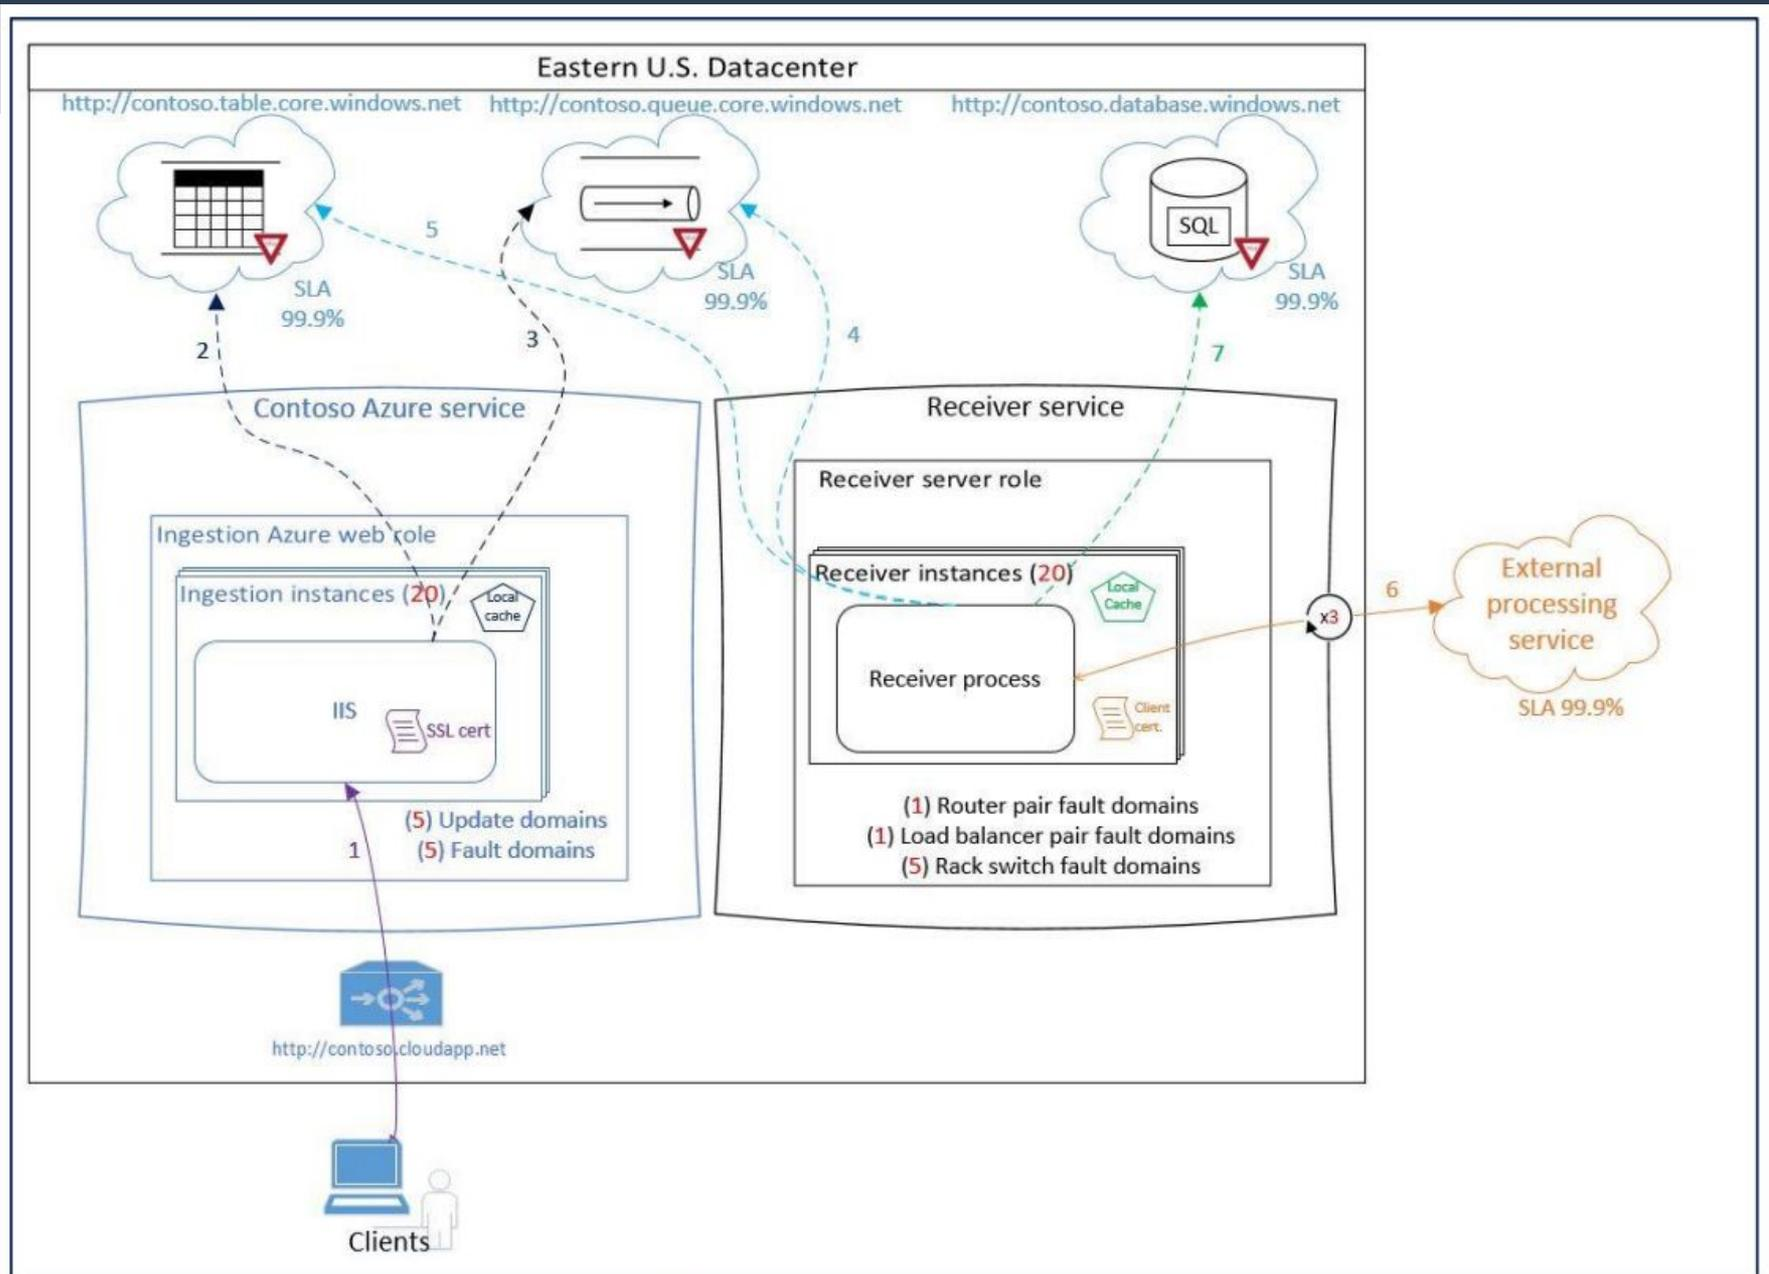 Eastern U.S. Datacenter
http://contoso.table.core.windows.net
http://contoso.queue.core.windows.net
http://contoso.database.windows.net
SQL
5
SLA
99.9%
SLA
99.9%
SLA
99.9%
2
3
4
7
Contoso Azure service
Ingestion Azure web role
Ingestion instances (20)
Local
cache
IIS
SSL cert
(5) Update domains
(5) Fault domains
1
Receiver service
Receiver server role
Receiver instances (20)
Local
Cache
Receiver process
Client
cert.
(1) Router pair fault domains
(1) Load balancer pair fault domains
(5) Rack switch fault domains
x3
6
External
processing
service
SLA 99.9%
http://contoso.cloudapp.net
Clients